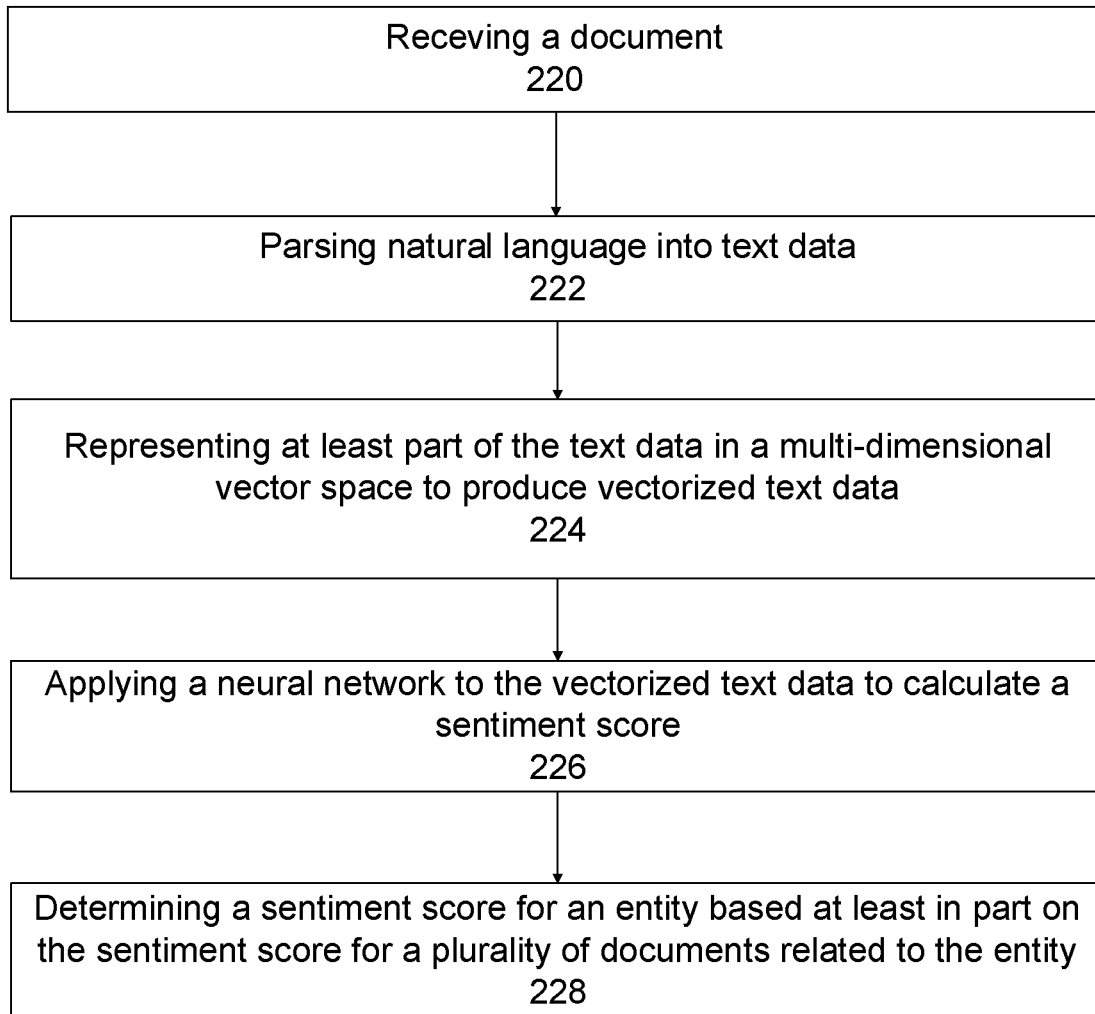 Receving a document
220
Parsing natural language into text data
222
Representing at least part of the text data in a multi-dimensional
vector space to produce vectorized text data
224
Applying a neural network to the vectorized text data to calculate a
sentiment score
226
Determining a sentiment score for an entity based at least in part on
the sentiment score for a plurality of documents related to the entity
228